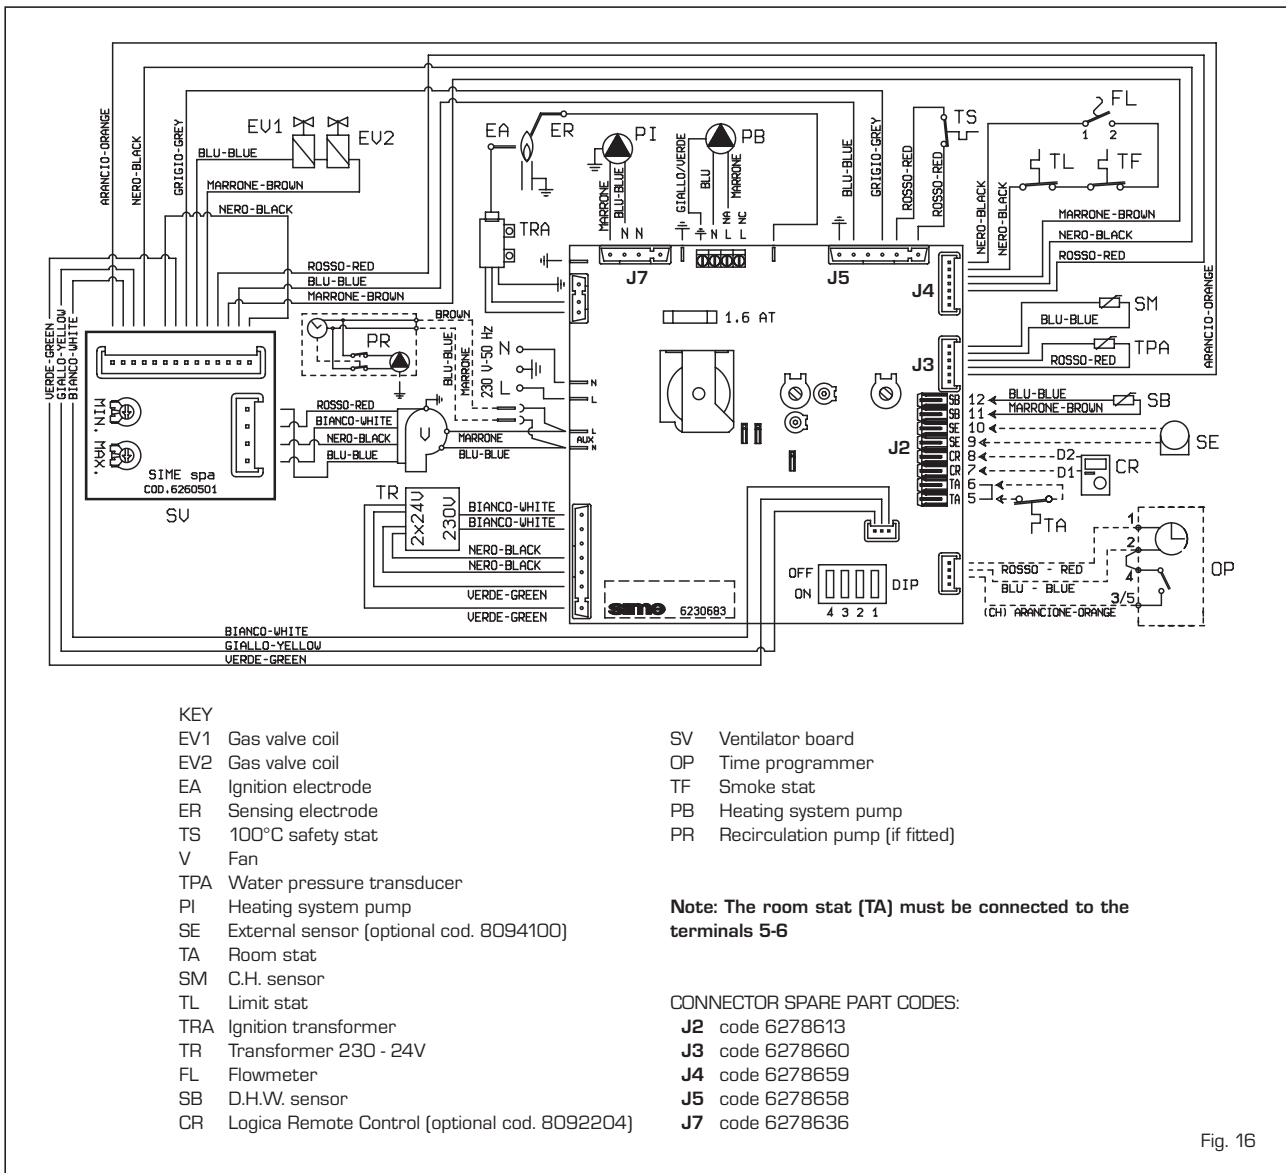 ARANCIO-ORANGE
NERO-BLACK
GRIGIO-GREY
EV1
EV2
BLU-BLUE
MARRONE-BROWN
NERO-BLACK
ROSSO-RED
BLU-BLUE
MARRONE-BROWN
VERDE-GREEN
GIALLO-YELLOW
BIANCO-WHITE
MIN.
MAX.
SIME spa
COD.6260501
SV
ROSSO-RED
BIANCO-WHITE
NERO-BLACK
BLU-BLUE
V
MARRONE
BLU-BLUE
PR
BROWN
BLU-BLUE
MARRONE
230 V-50 Hz
N
L
N
L
L
AUX
N
EA
ER
TRA
PI
MARRONE
BLU-BLUE
N N
J7
PB
GIALLO/VERDE
BLU
MARRONE
NA
NC
N L L
1.6 AT
BLU-BLUE
GRIGIO-GREY
ROSSO-RED
ROSSO-RED
J5
TS
FL
1 2
TL
TF
NERO-BLACK
NERO-BLACK
MARRONE-BROWN
NERO-BLACK
ROSSO-RED
J4
SM
BLU-BLUE
TPA
ROSSO-RED
J3
ARANCIO-ORANGE
J2
SB 12 BLU-BLUE
SB 11 MARRONE-BROWN
SB
SE 10
SE 9
SE
CR 8 D2
CR 7 D1
CR
TA 6
TA 5
TA
1
2
4
3/5
OP
ROSSO - RED
BLU - BLUE
(CH) ARANCIONE-ORANGE
OFF
ON
DIP
4 3 2 1
sime 6230683
TR
2x24V
230V
BIANCO-WHITE
BIANCO-WHITE
NERO-BLACK
NERO-BLACK
VERDE-GREEN
VERDE-GREEN
BIANCO-WHITE
GIALLO-YELLOW
VERDE-GREEN
KEY
EV1 Gas valve coil
EV2 Gas valve coil
EA Ignition electrode
ER Sensing electrode
TS 100°C safety stat
V Fan
TPA Water pressure transducer
PI Heating system pump
SE External sensor (optional cod. 8094100)
TA Room stat
SM C.H. sensor
TL Limit stat
TRA Ignition transformer
TR Transformer 230 - 24V
FL Flowmeter
SB D.H.W. sensor
CR Logica Remote Control (optional cod. 8092204)
SV Ventilator board
OP Time programmer
TF Smoke stat
PB Heating system pump
PR Recirculation pump (if fitted)
Note: The room stat (TA) must be connected to the
terminals 5-6
CONNECTOR SPARE PART CODES:
J2 code 6278613
J3 code 6278660
J4 code 6278659
J5 code 6278658
J7 code 6278636
Fig. 16